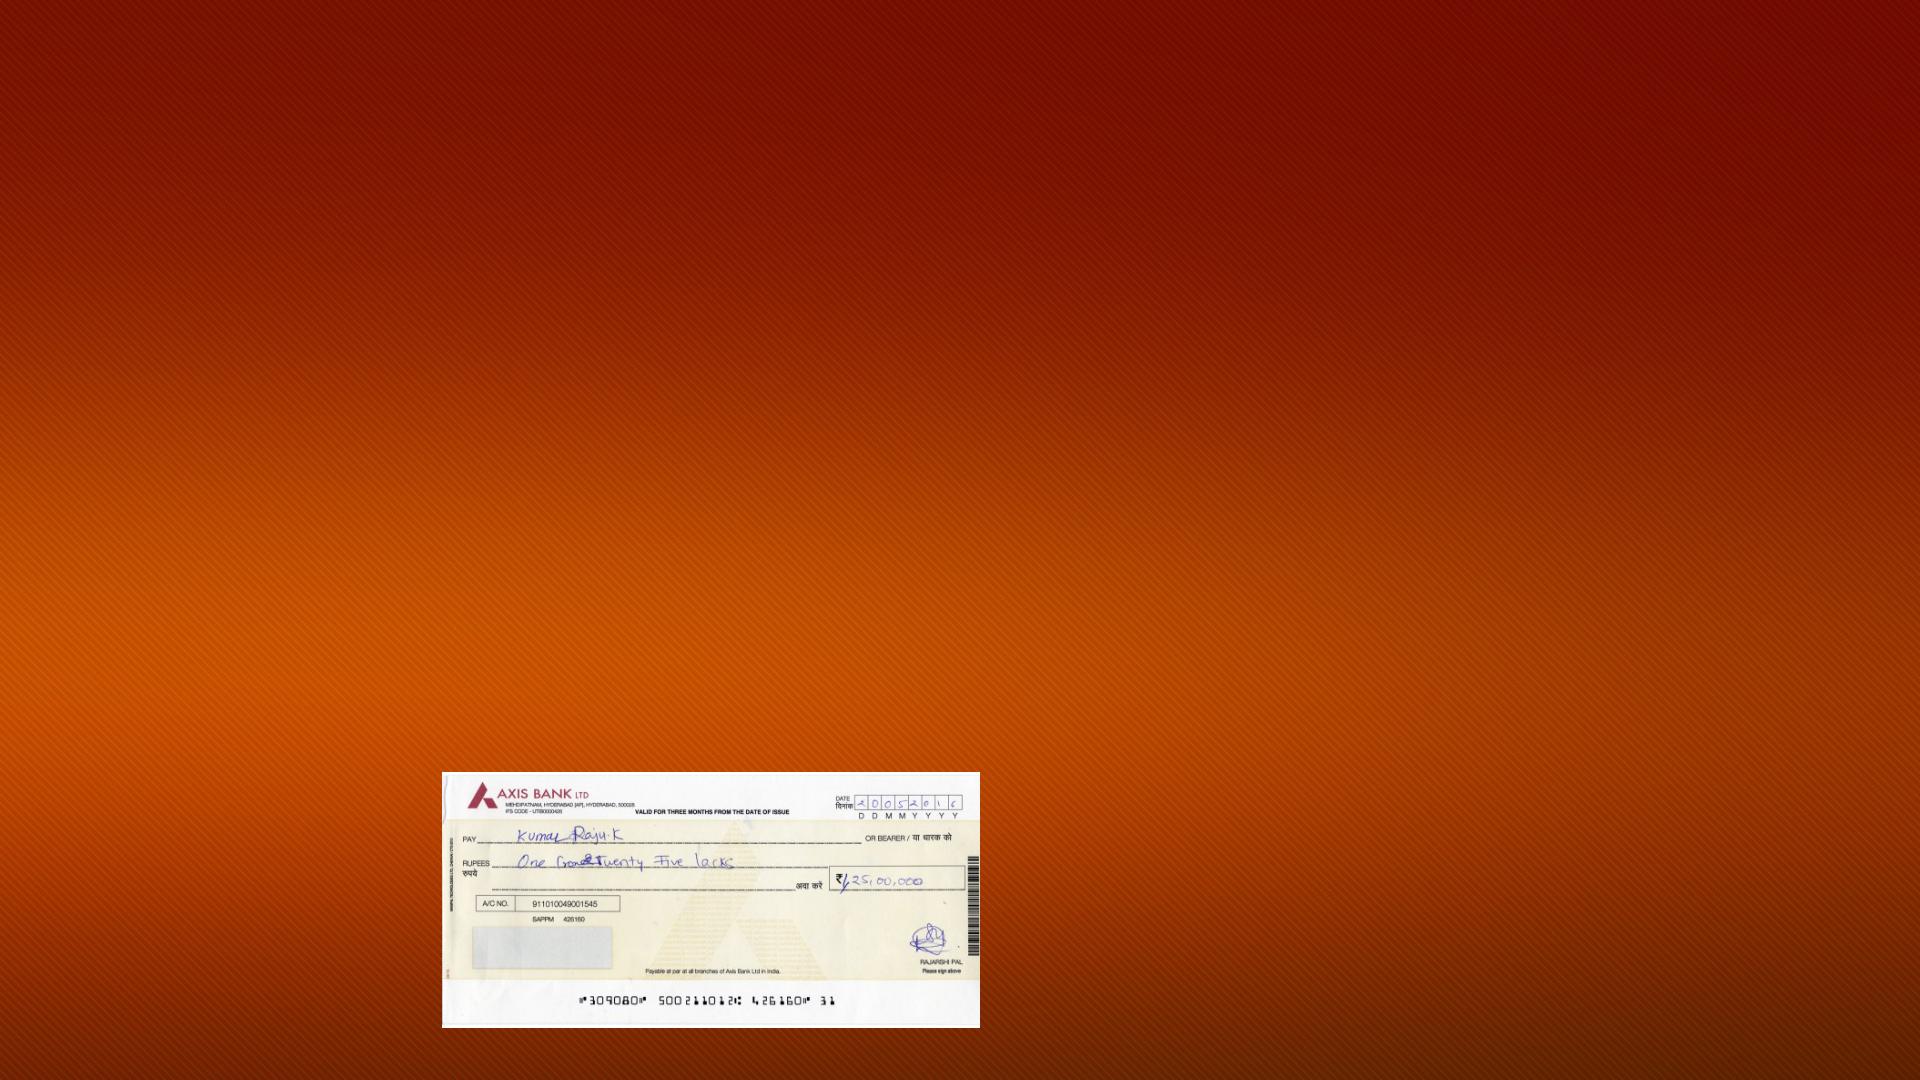 AXIS BANK LTD
MEHDIPATNAM, HYDERABAD [AP], HYDERABAD, 500028
IFS CODE - UTIB0000426
VALID FOR THREE MONTHS FROM THE DATE OF ISSUE
DATE
दिनांक
2 0 0 5 2 0 1 6
D D M M Y Y Y Y
PAY Kumar Raju.K OR BEARER / या धारक को
RUPEES One Crore & Twenty Five lacks
रुपये
अदा करें ₹ 1,25,00,000
A/C NO. 911010049001545
SAPPM 426160
RAJARSHI PAL
Please sign above
Payable at par at all branches of Axis Bank Ltd in India.
⑈309080⑈ 500211012⑆ 426160⑈ 31